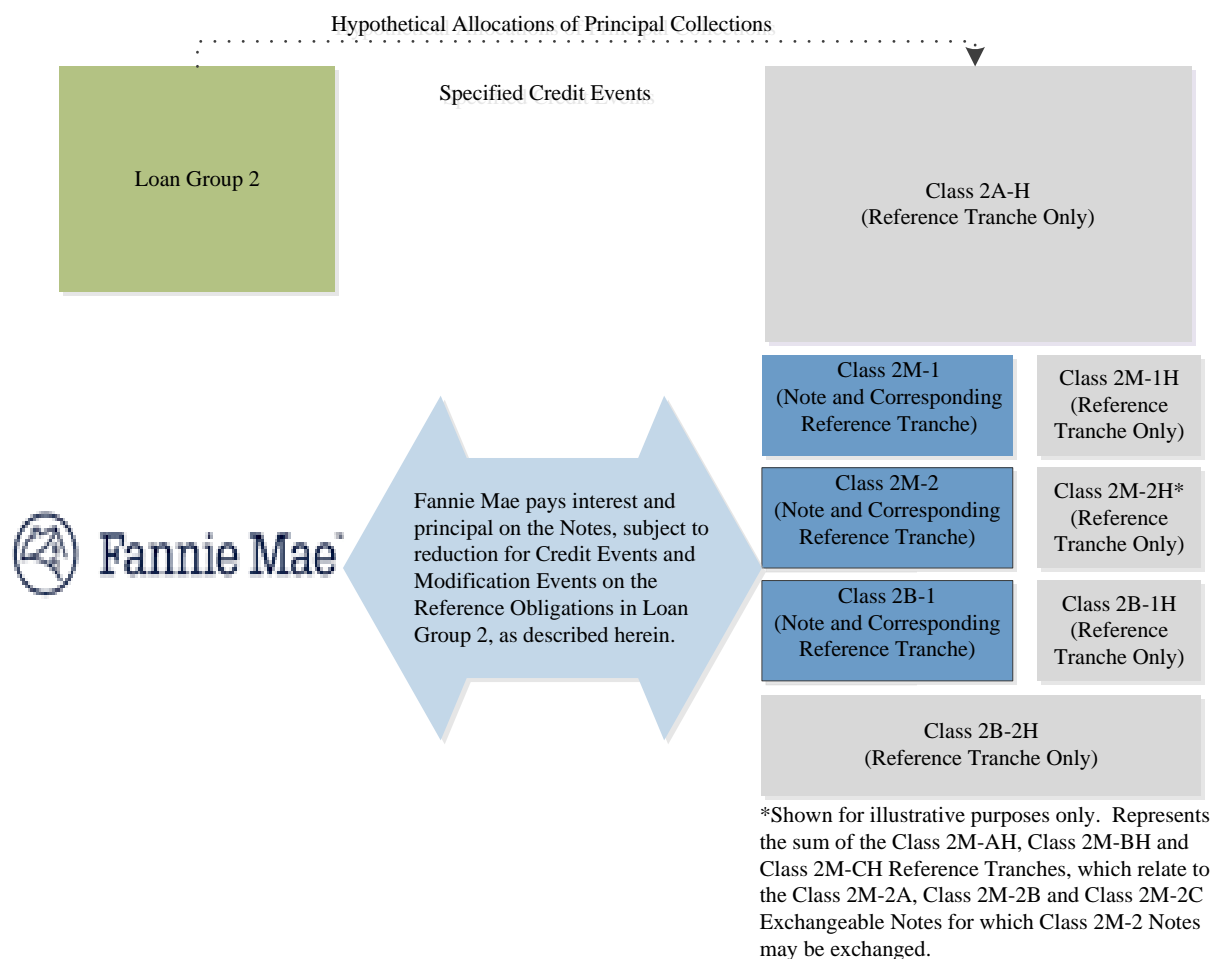 Hypothetical Allocations of Principal Collections
Specified Credit Events
Loan Group 2
Class 2A-H
(Reference Tranche Only)
Class 2M-1
(Note and Corresponding
Reference Tranche)
Class 2M-1H
(Reference
Tranche Only)
Class 2M-2
(Note and Corresponding
Reference Tranche)
Class 2M-2H*
(Reference
Tranche Only)
Fannie Mae
Fannie Mae pays interest and
principal on the Notes, subject to
reduction for Credit Events and
Modification Events on the
Reference Obligations in Loan
Group 2, as described herein.
Class 2B-1
(Note and Corresponding
Reference Tranche)
Class 2B-1H
(Reference
Tranche Only)
Class 2B-2H
(Reference Tranche Only)
*Shown for illustrative purposes only.  Represents
the sum of the Class 2M-AH, Class 2M-BH and
Class 2M-CH Reference Tranches, which relate to
the Class 2M-2A, Class 2M-2B and Class 2M-2C
Exchangeable Notes for which Class 2M-2 Notes
may be exchanged.